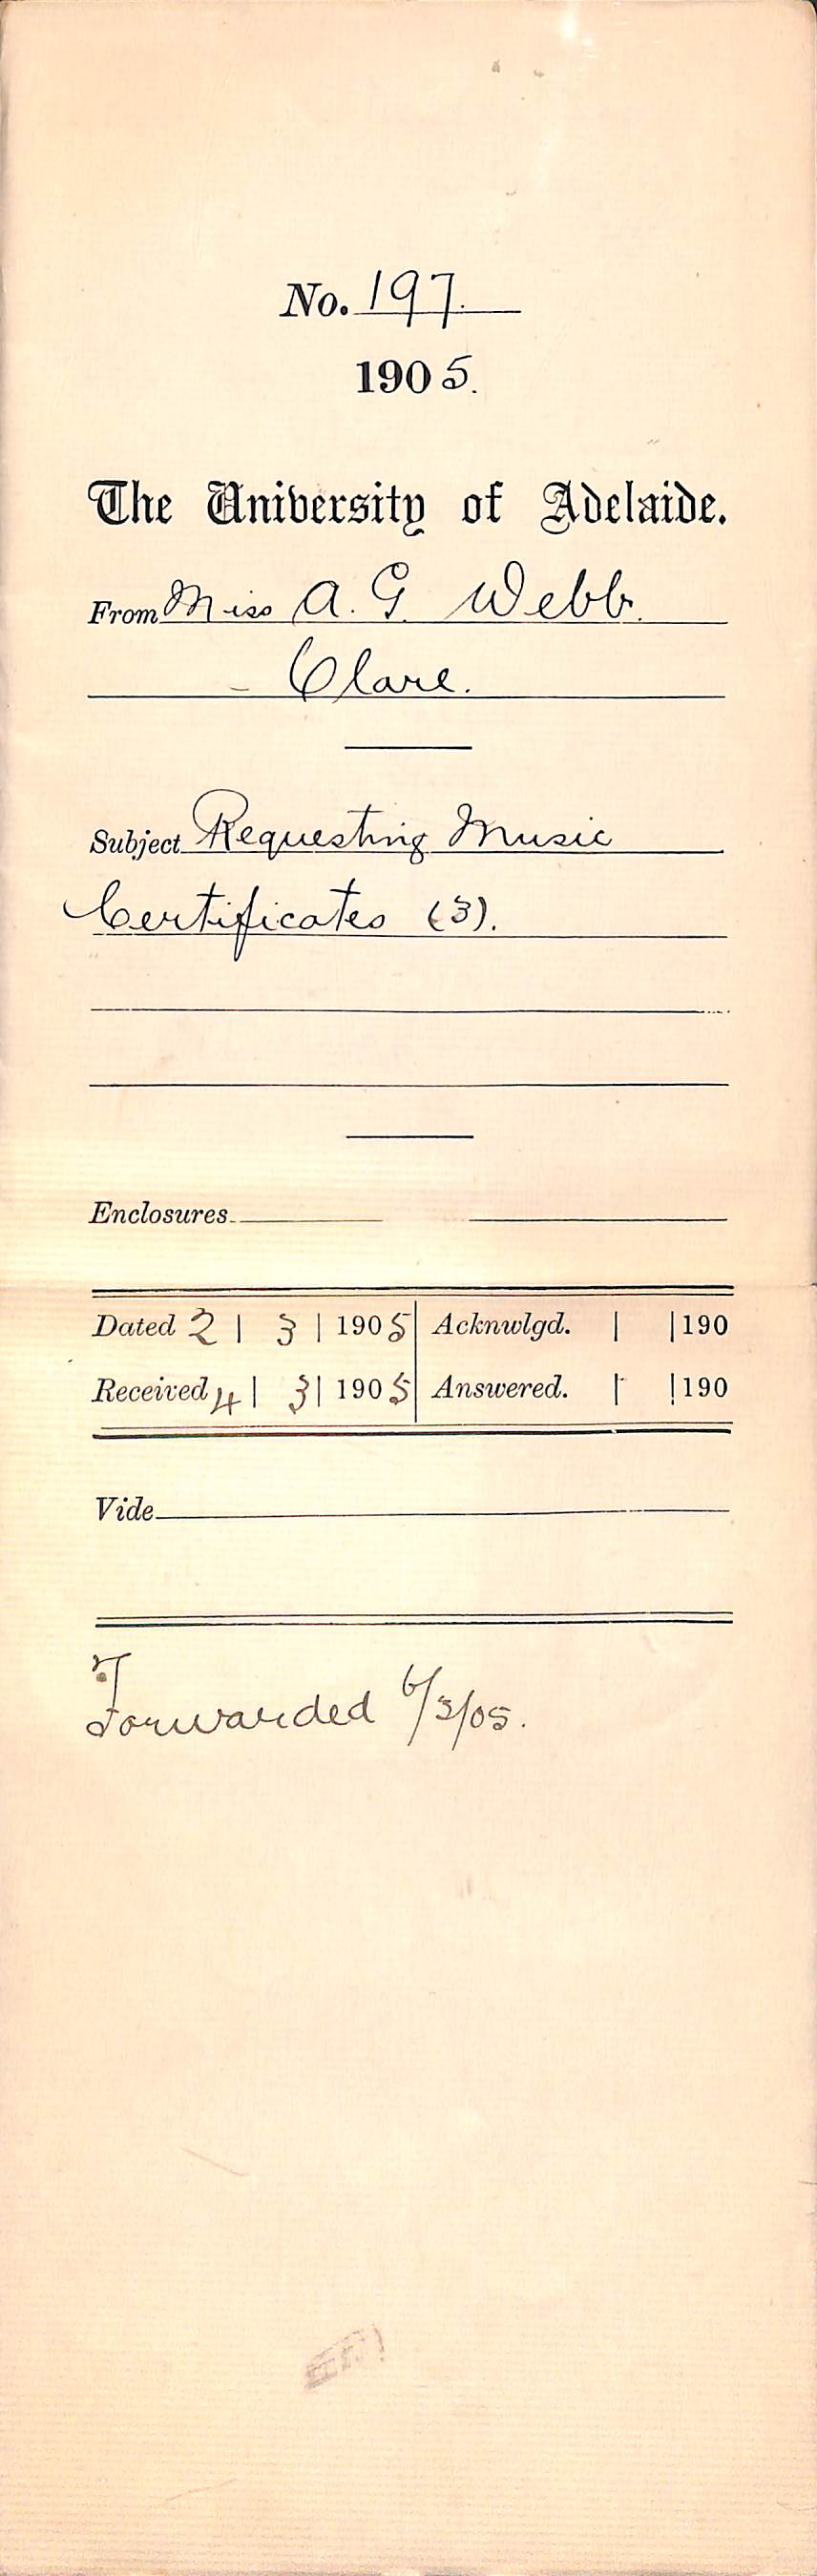 No. 197.
1905.
The University of Adelaide.
From Miss A. G. Webb.
Clare.
Subject Requesting Music
Certificates (3).
Enclosures
Dated 2 | 3 | 1905 Acknwlgd. | | 190
Received 4 | 3 | 1905 Answered. | | 190
Vide
Forwarded 6/3/05.